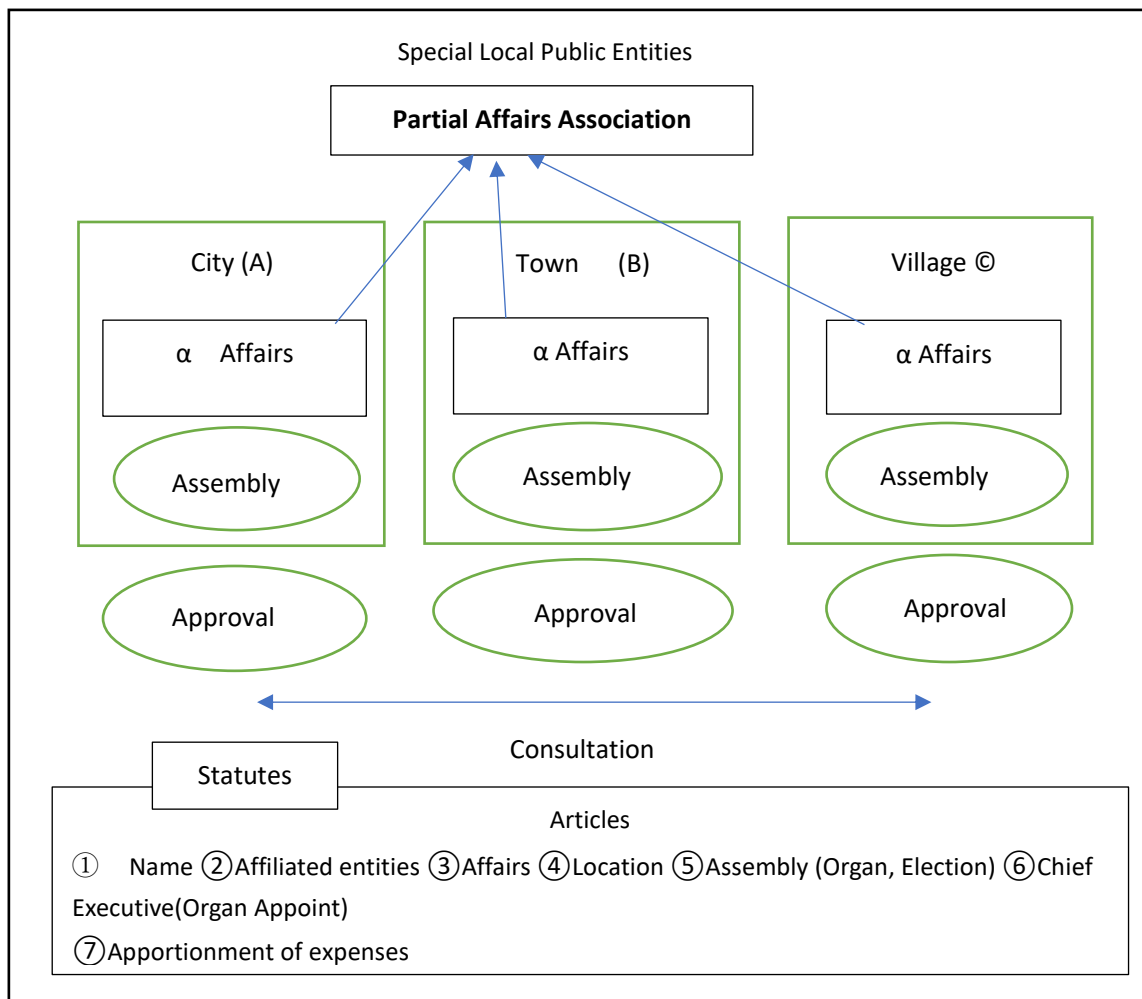 Special Local Public Entities
Partial Affairs Association
City (A)
Town (B)
Village ©
α Affairs
α Affairs
α Affairs
Assembly
Assembly
Assembly
Approval
Approval
Approval
Consultation
Statutes
Articles
① Name ②Affiliated entities ③Affairs ④Location ⑤Assembly (Organ, Election) ⑥Chief
Executive(Organ Appoint)
⑦Apportionment of expenses